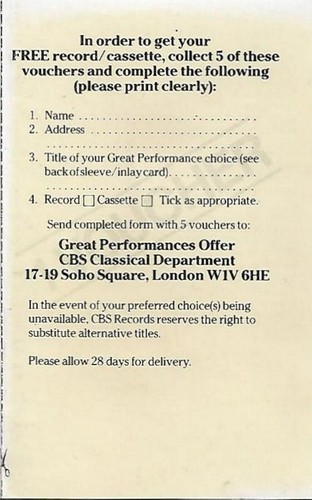 In order to get your
FREE record/cassette, collect 5 of these
vouchers and complete the following
(please print clearly):
1. Name ..............................
2. Address ...........................
..............................
3. Title of your Great Performance choice (see
back of sleeve/inlay card)....................
..............................
4. Record □ Cassette □ Tick as appropriate.
Send completed form with 5 vouchers to:
Great Performances Offer
CBS Classical Department
17-19 Soho Square, London W1V 6HE
In the event of your preferred choice(s) being
unavailable, CBS Records reserves the right to
substitute alternative titles.
Please allow 28 days for delivery.